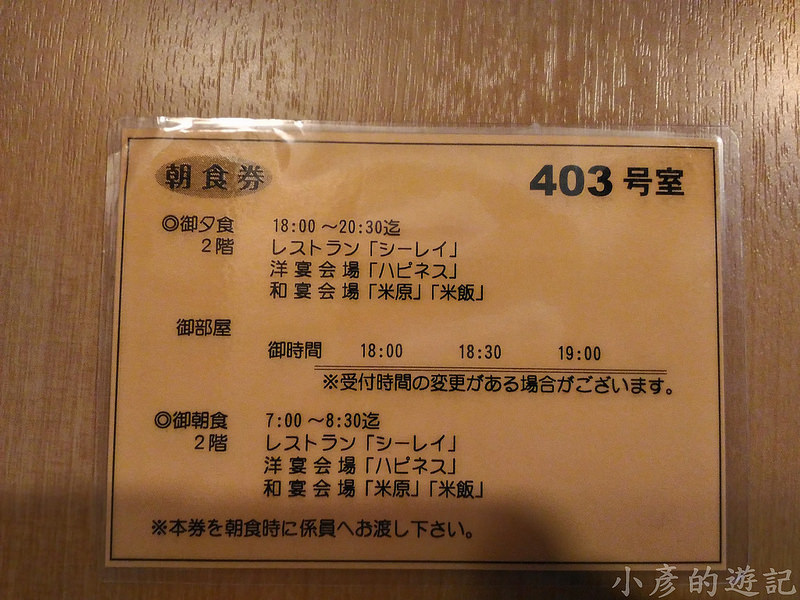 朝食券 403号室
◎御夕食 18:00～20:30迄
2階 レストラン「シーレイ」
洋宴会場「ハピネス」
和宴会場「米原」「米飯」
御部屋
御時間 18:00 18:30 19:00
※受付時間の変更がある場合がございます。
◎御朝食 7:00～8:30迄
2階 レストラン「シーレイ」
洋宴会場「ハピネス」
和宴会場「米原」「米飯」
※本券を朝食時に係員へお渡し下さい。
小彥的遊記